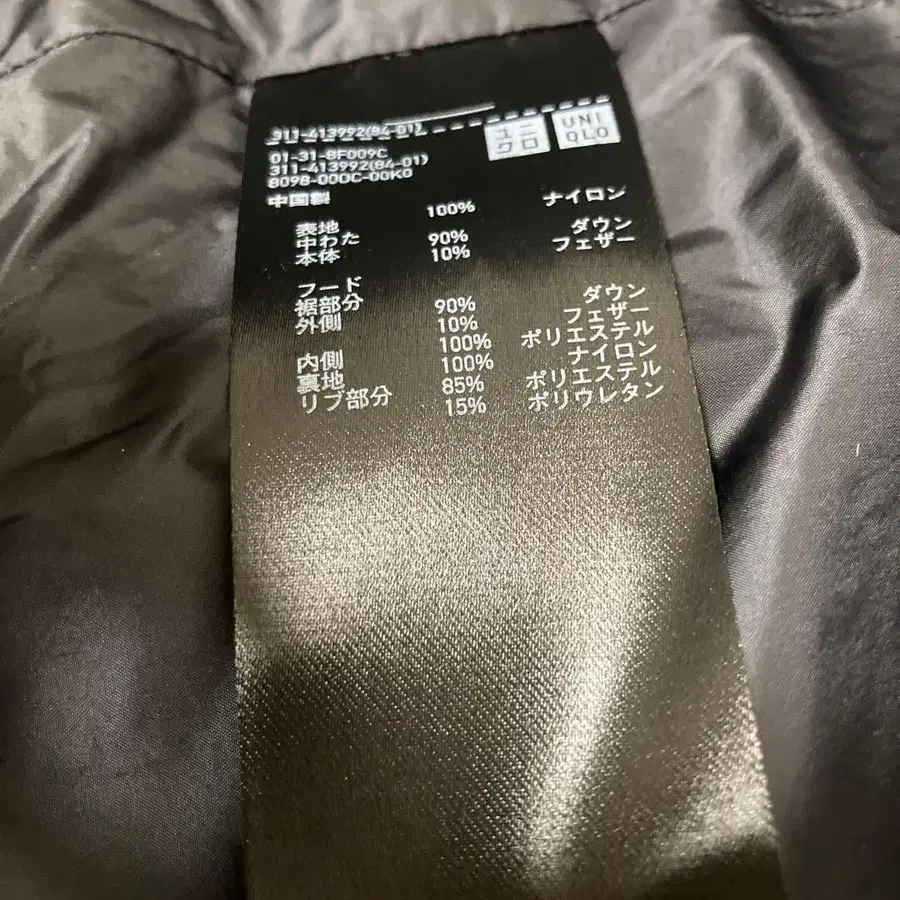 311-413992(84-01)
ユニクロ
UNIQLO
01-31-8F009C
311-413992(84-01)
8098-000C-00K0
中国製
表地 100% ナイロン
中わた
本体 90% ダウン
10% フェザー
フード
裾部分
外側 90% ダウン
10% フェザー
内側 100% ポリエステル
裏地 100% ナイロン
リブ部分 85% ポリエステル
15% ポリウレタン